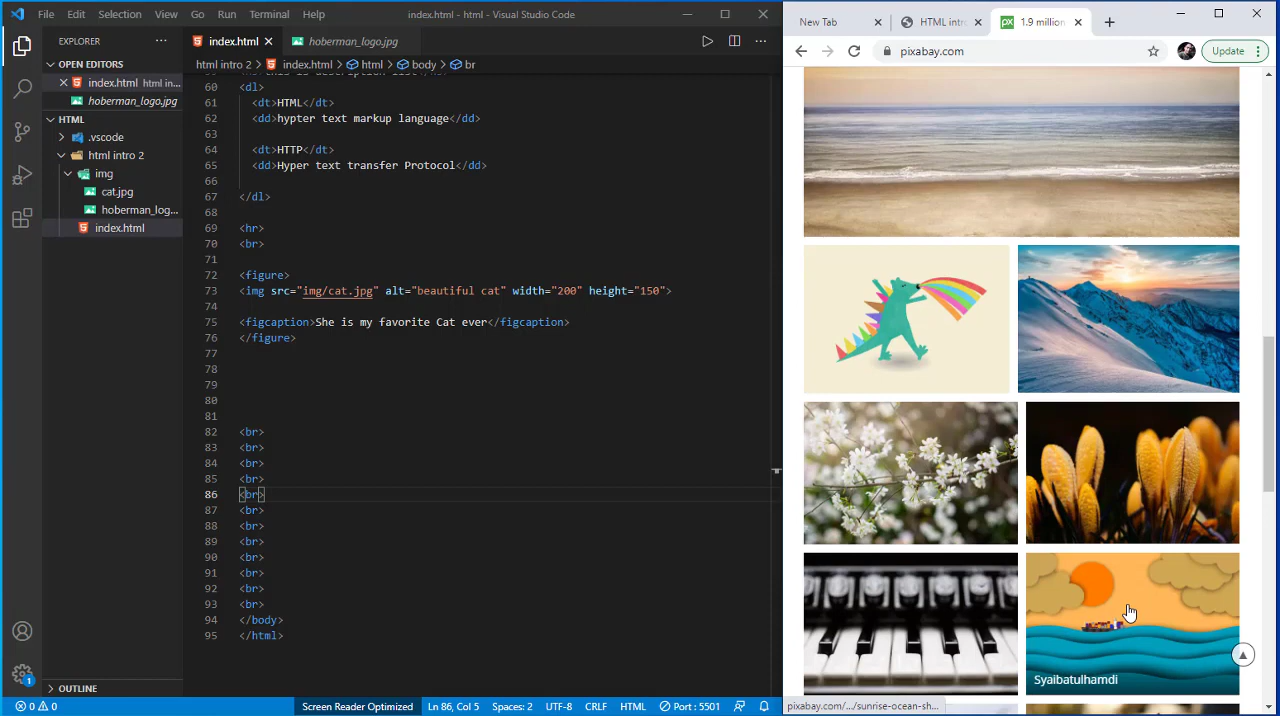 File Edit Selection View Go Run Terminal Help
index.html - html - Visual Studio Code
EXPLORER
OPEN EDITORS
index.html html in...
hoberman_logo.jpg
HTML
.vscode
html intro 2
img
cat.jpg
hoberman_log...
index.html
OUTLINE
1
index.html
hoberman_logo.jpg
html intro 2 > index.html > html > body > br
60 <dl>
61 <dt>HTML</dt>
62 <dd>hypter text markup language</dd>
63
64 <dt>HTTP</dt>
65 <dd>Hyper text transfer Protocol</dd>
66
67 </dl>
68
69 <hr>
70 <br>
71
72 <figure>
73 <img src="img/cat.jpg" alt="beautiful cat" width="200" height="150">
74
75 <figcaption>She is my favorite Cat ever</figcaption>
76 </figure>
77
78
79
80
81
82 <br>
83 <br>
84 <br>
85 <br>
86 <br>
87 <br>
88 <br>
89 <br>
90 <br>
91 <br>
92 <br>
93 <br>
94 </body>
95 </html>
0 0
Screen Reader Optimized Ln 86, Col 5 Spaces: 2 UTF-8 CRLF HTML Port : 5501
New Tab
HTML intr
px 1.9 million
pixabay.com
Update
Syaibatulhamdi
pixabay.com/.../sunrise-ocean-sh...